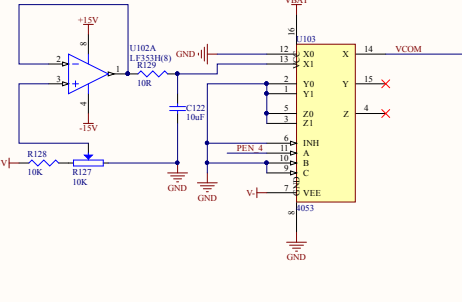 VBAT
+15V
8
16
U102A
LF353H(8)
U103
2
3
1
R129
10R
GND
12
13
X0
X1
X
14
VCOM
VCC
2
1
Y0
Y1
Y
15
4
-15V
C122
10uF
5
3
Z0
Z1
Z
4
PEN_4
6
11
10
9
INH
A
B
C
V
R128
10K
R127
10K
GND
GND
V-
7
VEE
GND
8
4053
GND